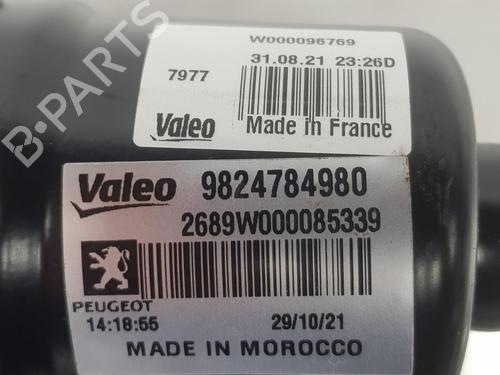 W000096769
31.08.21 23:26D
7977
Valeo Made in France
Valeo 9824784980
2689W000085339
PEUGEOT
14:18:55 29/10/21
MADE IN MOROCCO
B-PARTS